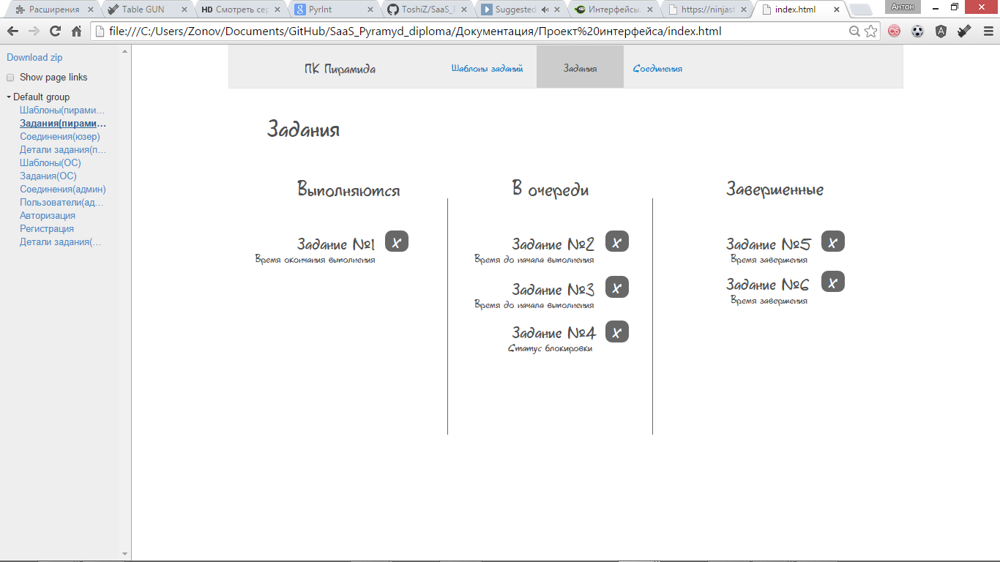 Расширения
Table GUN
HD Смотреть сер
PyrInt
ToshiZ/SaaS_
Suggested
Интерфейсы
https://ninjast
index.html
Антон
file:///C:/Users/Zonov/Documents/GitHub/SaaS_Pyramyd_diploma/Документация/Проект%20интерфейса/index.html
Download zip
Show page links
Default group
Шаблоны(пирами...
Задания(пирами...
Соединения(юзер)
Детали задания(п...
Шаблоны(ОС)
Задания(ОС)
Соединения(админ)
Пользователи(ад...
Авторизация
Регистрация
Детали задания(...
ПК Пирамида Шаблоны заданий Задания Соединения
Задания
Выполняются В очереди Завершенные
Задание №1 x Задание №2 x Задание №5 x
Время окончания выполнения Время до начала выполнения Время завершения
Задание №3 x Задание №6 x
Время до начала выполнения Время завершения
Задание №4 x
Статус блокировки